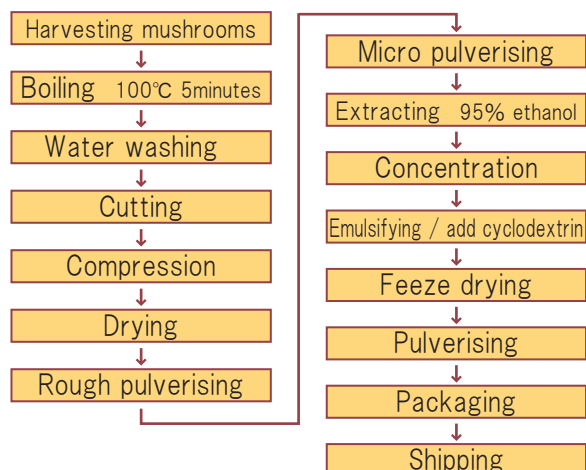 Harvesting mushrooms
Boiling 100℃ 5minutes
Water washing
Cutting
Compression
Drying
Rough pulverising
Micro pulverising
Extracting 95% ethanol
Concentration
Emulsifying / add cyclodextrin
Feeze drying
Pulverising
Packaging
Shipping